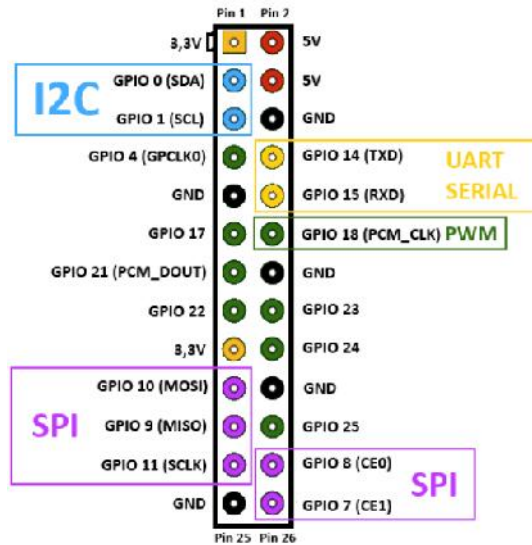 Pin 1 Pin 2
3,3V 5V
I2C GPIO 0 (SDA) 5V
GPIO 1 (SCL) GND
GPIO 4 (GPCLK0) GPIO 14 (TXD) UART
GND GPIO 15 (RXD) SERIAL
GPIO 17 GPIO 18 (PCM_CLK) PWM
GPIO 21 (PCM_DOUT) GND
GPIO 22 GPIO 23
3,3V GPIO 24
GPIO 10 (MOSI) GND
SPI GPIO 9 (MISO) GPIO 25
GPIO 11 (SCLK) GPIO 8 (CE0) SPI
GND GPIO 7 (CE1)
Pin 25 Pin 26